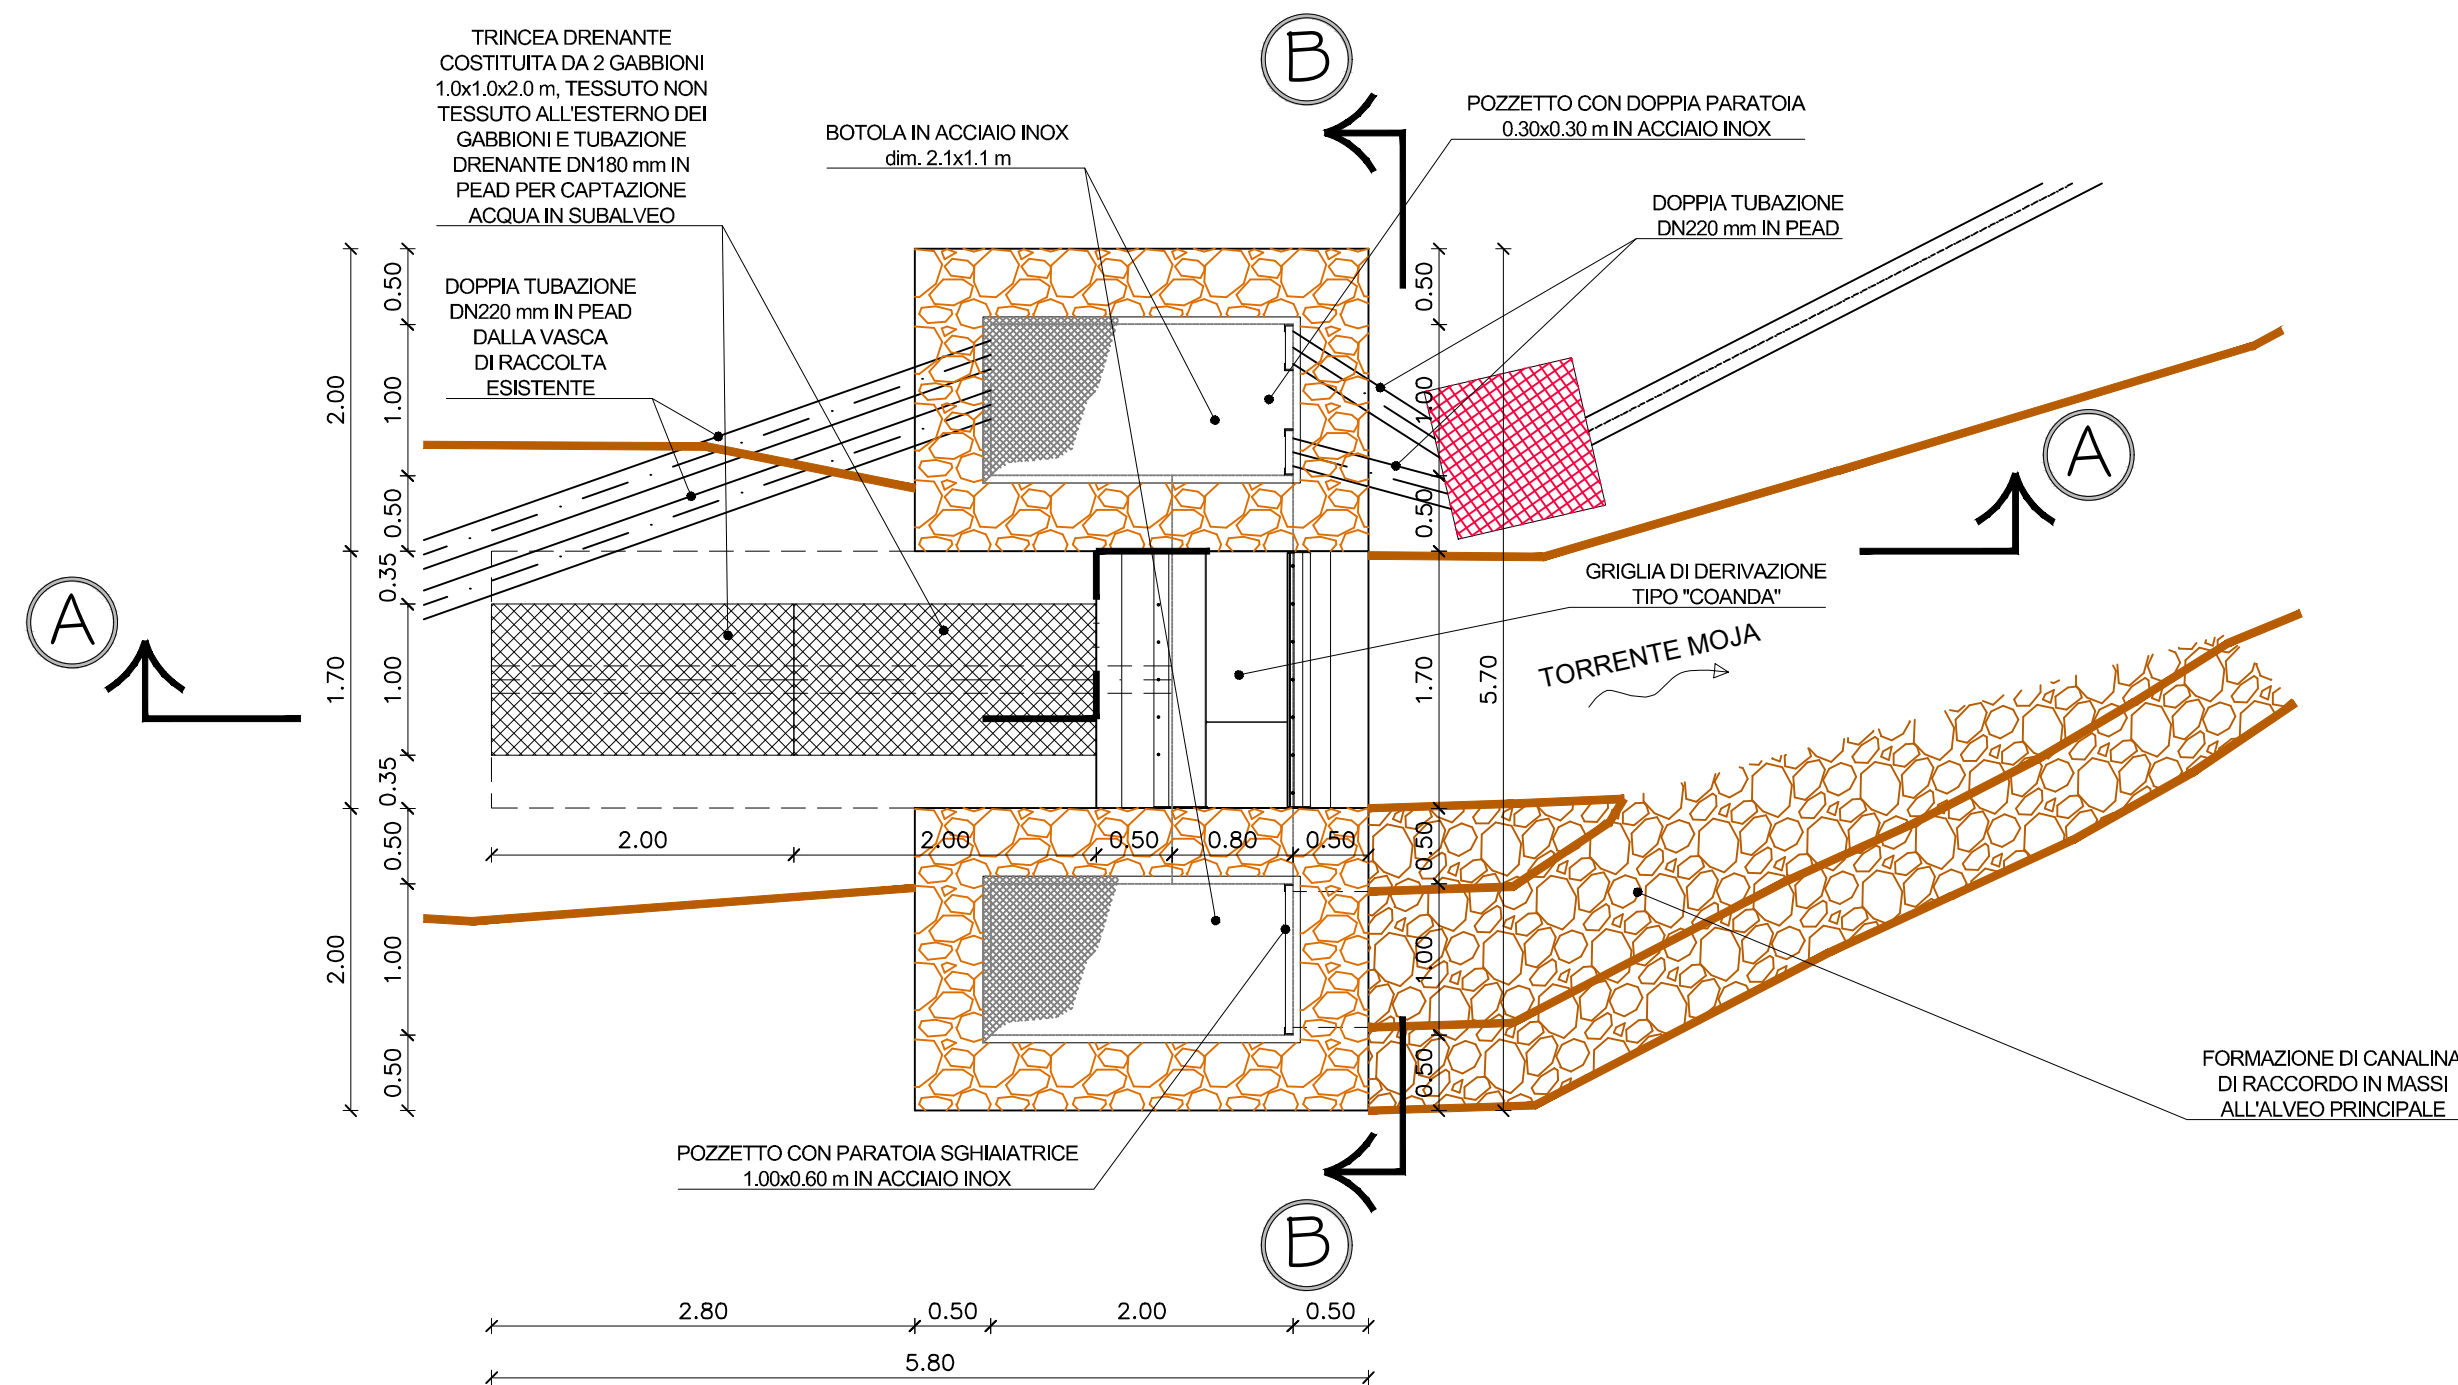 TRINCEA DRENANTE
COSTITUITA DA 2 GABBIONI
1.0x1.0x2.0 m, TESSUTO NON
TESSUTO ALL'ESTERNO DEI
GABBIONI E TUBAZIONE
DRENANTE DN180 mm IN
PEAD PER CAPTAZIONE
ACQUA IN SUBALVEO
DOPPIA TUBAZIONE
DN220 mm IN PEAD
DALLA VASCA
DI RACCOLTA
ESISTENTE
BOTOLA IN ACCIAIO INOX
dim. 2.1x1.1 m
B
POZZETTO CON DOPPIA PARATOIA
0.30x0.30 m IN ACCIAIO INOX
DOPPIA TUBAZIONE
DN220 mm IN PEAD
A
A
GRIGLIA DI DERIVAZIONE
TIPO "COANDA"
TORRENTE MOJA
2.00
1.70
2.00
0.50
1.00
0.50
0.35
1.00
0.35
0.50
1.00
0.50
0.50
1.00
0.50
1.70
0.50
1.00
0.50
5.70
2.00
2.00
0.50
0.80
0.50
FORMAZIONE DI CANALINA
DI RACCORDO IN MASSI
ALL'ALVEO PRINCIPALE
POZZETTO CON PARATOIA SGHIAIATRICE
1.00x0.60 m IN ACCIAIO INOX
B
2.80
0.50
2.00
0.50
5.80